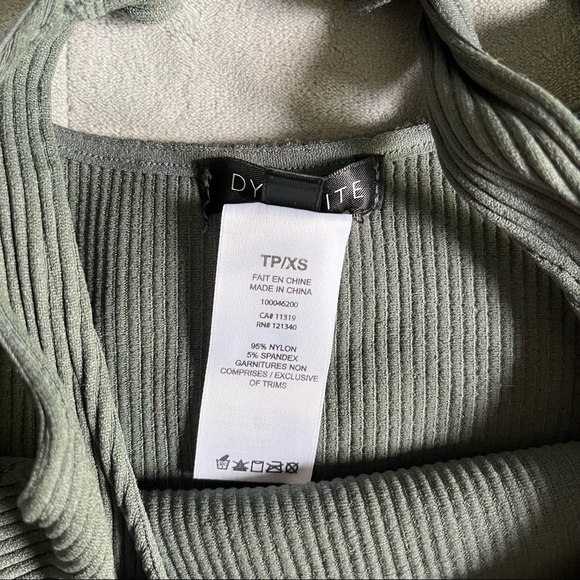 DY ITE
TP/XS
FAIT EN CHINE
MADE IN CHINA
100046200
CA# 11319
RN# 121340
95% NYLON
5% SPANDEX
GARNITURES NON
COMPRISES / EXCLUSIVE
OF TRIMS